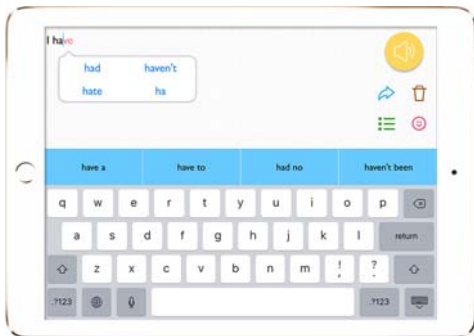 I have
had haven't
hate ha
have a have to had no haven't been
q w e r t y u i o p
a s d f g h j k l return
z x c v b n m ! , ? .
.?123 .?123